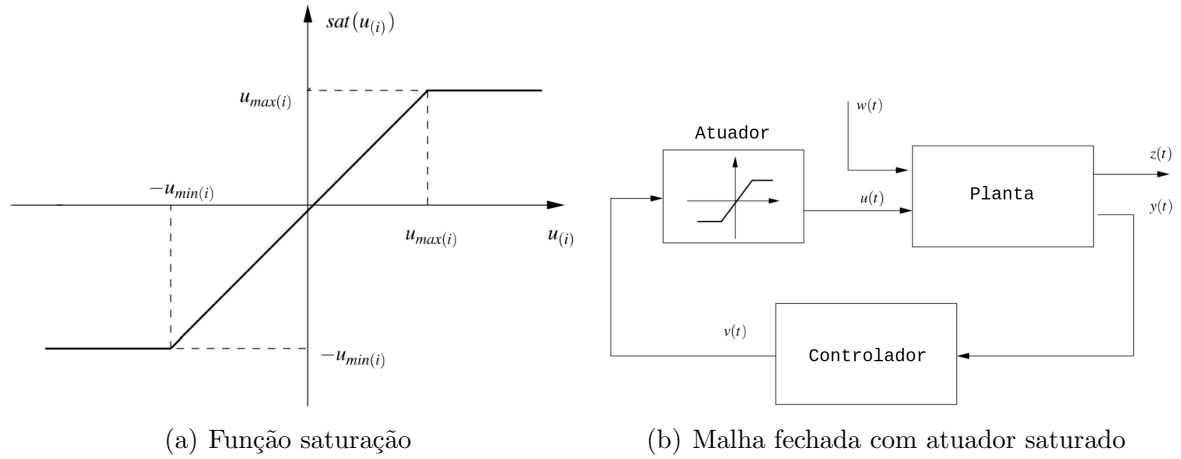 sat(u(i))
umax(i)
−umin(i)
umax(i)
u(i)
−umin(i)
(a) Função saturação
w(t)
Atuador
z(t)
Planta
u(t)
y(t)
v(t)
Controlador
(b) Malha fechada com atuador saturado